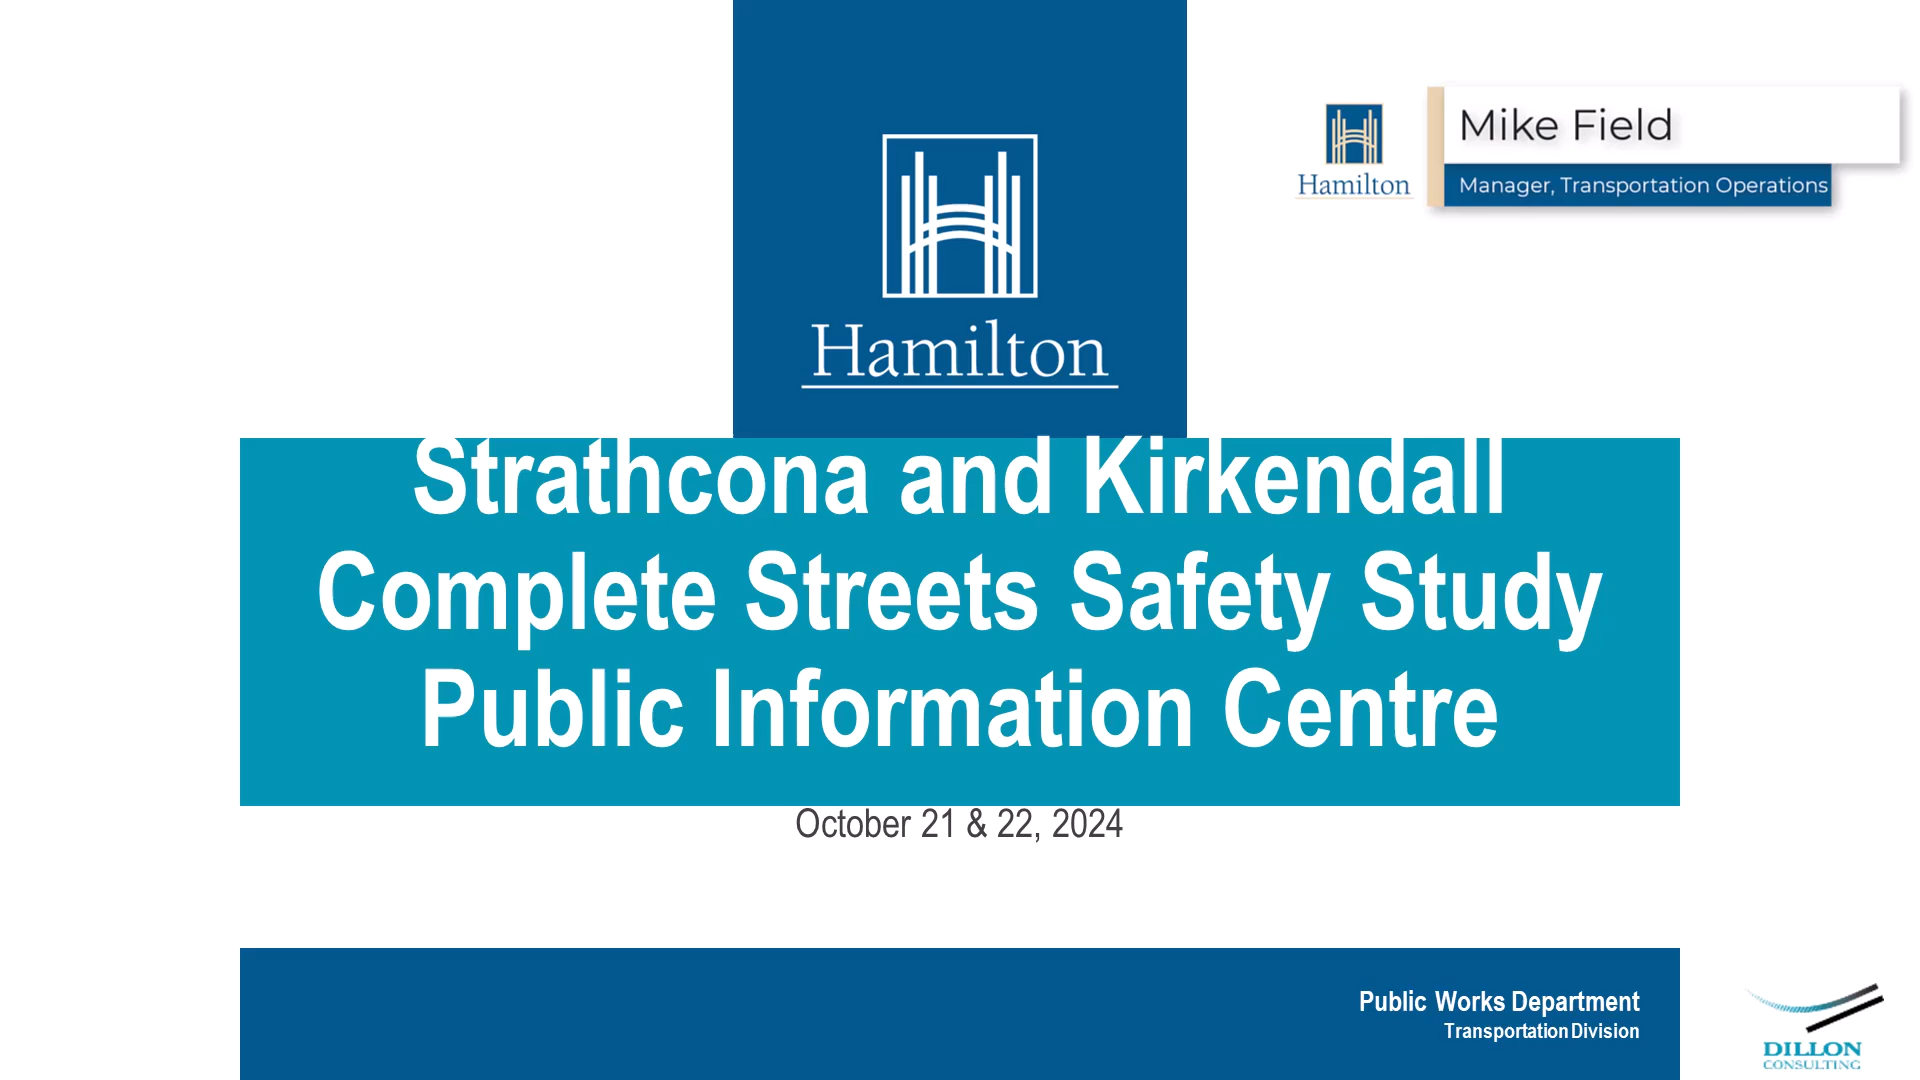 Hamilton
Mike Field
Hamilton
Manager, Transportation Operations
Strathcona and Kirkendall
Complete Streets Safety Study
Public Information Centre
October 21 & 22, 2024
Public Works Department
Transportation Division
DILLON
CONSULTING